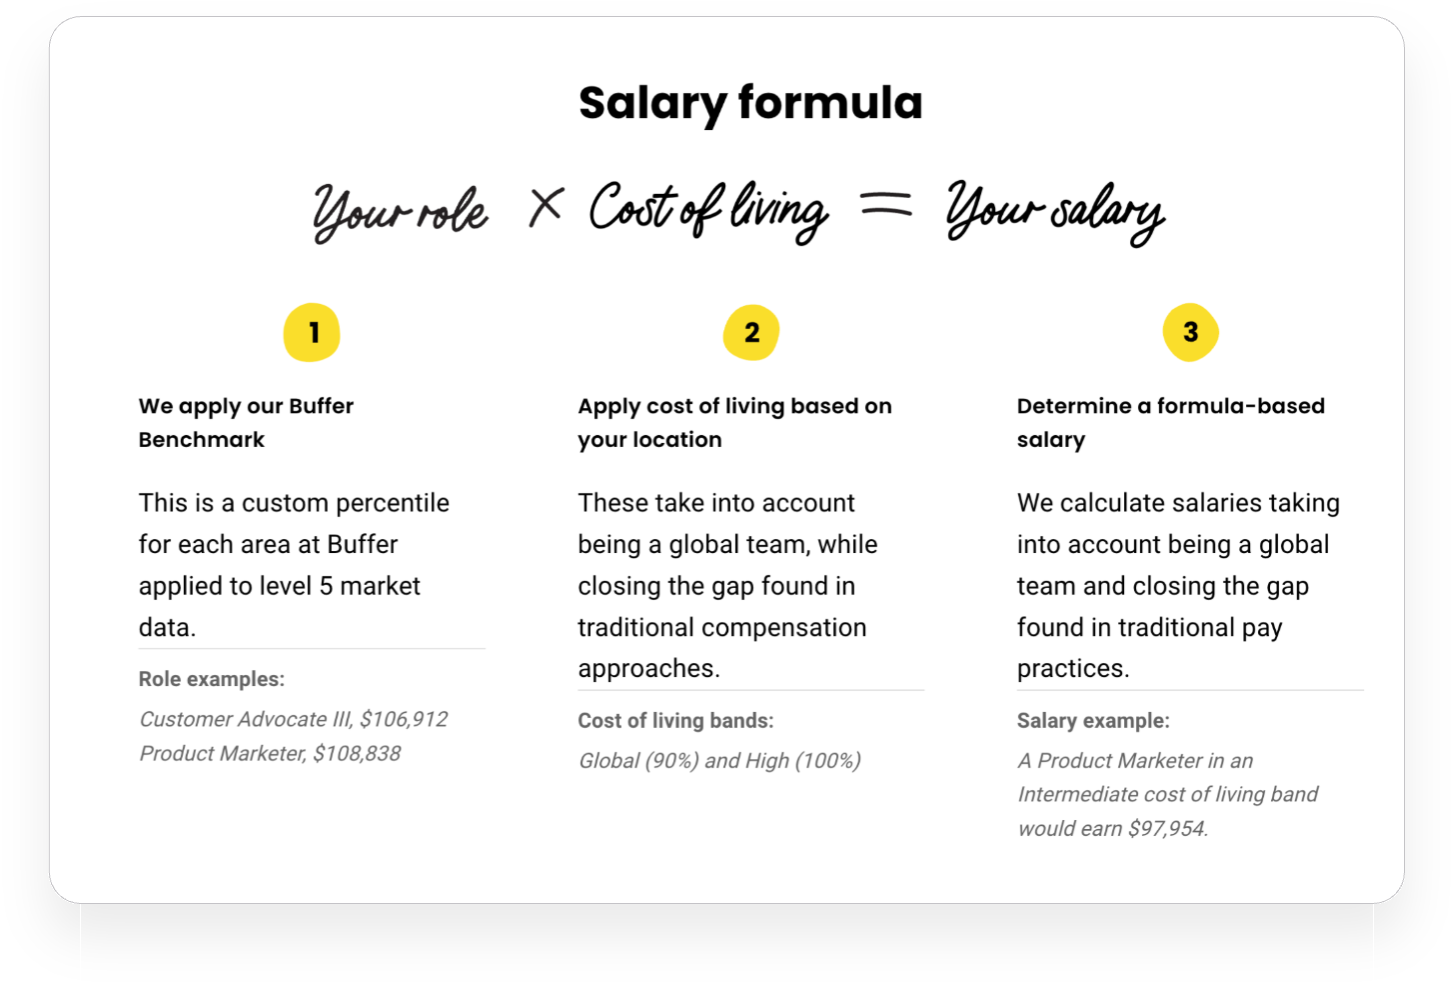 Salary formula
Your role × Cost of living = Your salary
1
We apply our Buffer
Benchmark
This is a custom percentile
for each area at Buffer
applied to level 5 market
data.
Role examples:
Customer Advocate III, $106,912
Product Marketer, $108,838
2
Apply cost of living based on
your location
These take into account
being a global team, while
closing the gap found in
traditional compensation
approaches.
Cost of living bands:
Global (90%) and High (100%)
3
Determine a formula-based
salary
We calculate salaries taking
into account being a global
team and closing the gap
found in traditional pay
practices.
Salary example:
A Product Marketer in an
Intermediate cost of living band
would earn $97,954.